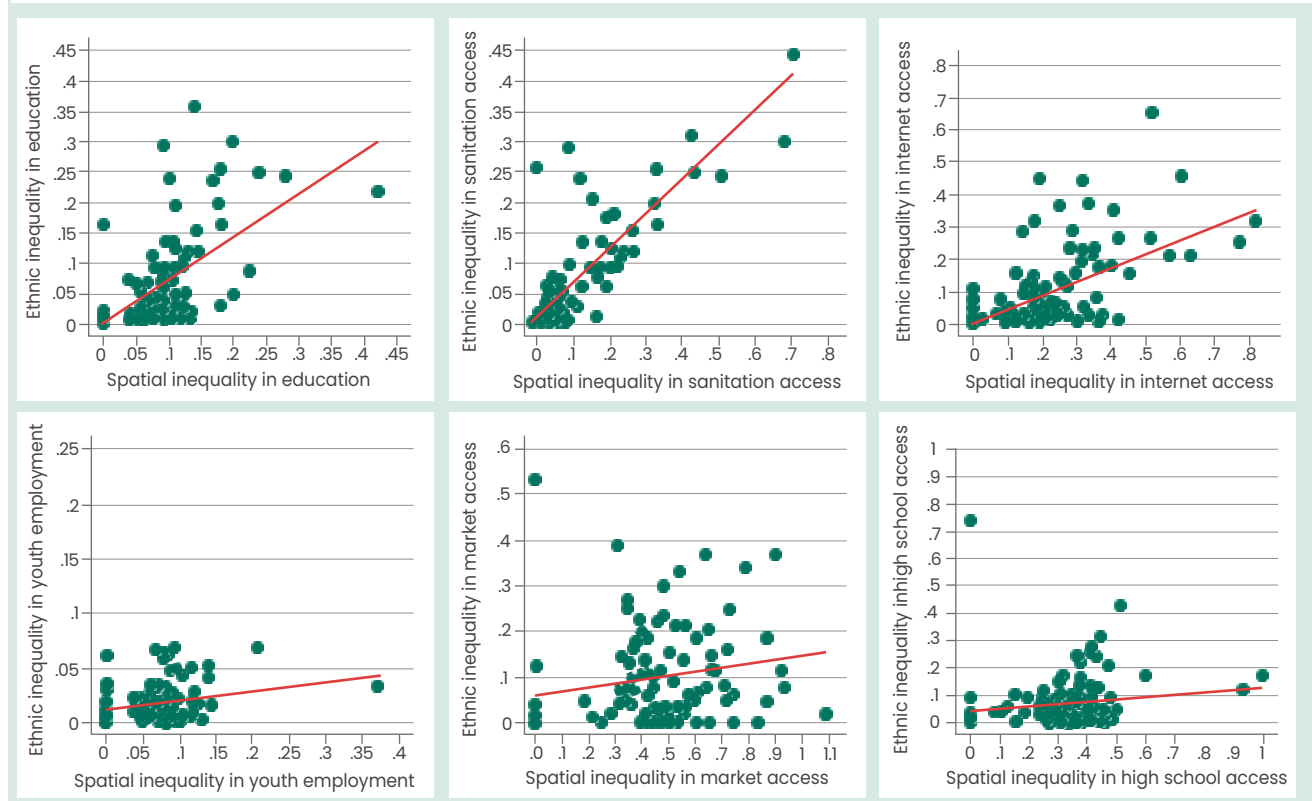 Ethnic inequality in education
.45
.4
.35
.3
.25
.2
.15
.1
.05
0
0 .05 .1 .15 .2 .25 .3 .35 .4 .45
Spatial inequality in education
Ethnic inequality in sanitation access
.45
.4
.35
.3
.25
.2
.15
.1
.05
0
0 .1 .2 .3 .4 .5 .6 .7 .8
Spatial inequality in sanitation access
Ethnic inequality in internet access
.8
.7
.6
.5
.4
.3
.2
.1
0
0 .1 .2 .3 .4 .5 .6 .7 .8
Spatial inequality in internet access
Ethnic inequality in youth employment
.25
.2
.15
.1
.05
0
0 .05 .1 .15 .2 .25 .3 .35 .4
Spatial inequality in youth employment
Ethnic inequality in market access
.6
.5
.4
.3
.2
.1
0
.0 .1 .2 .3 .4 .5 .6 .7 .8 .9 1.0 1.1
Spatial inequality in market access
Ethnic inequality inhigh school access
1
.9
.8
.7
.6
.5
.4
.3
.2
.1
0
0 .1 .2 .3 .4 .5 .6 .7 .8 .9 1
Spatial inequality in high school access